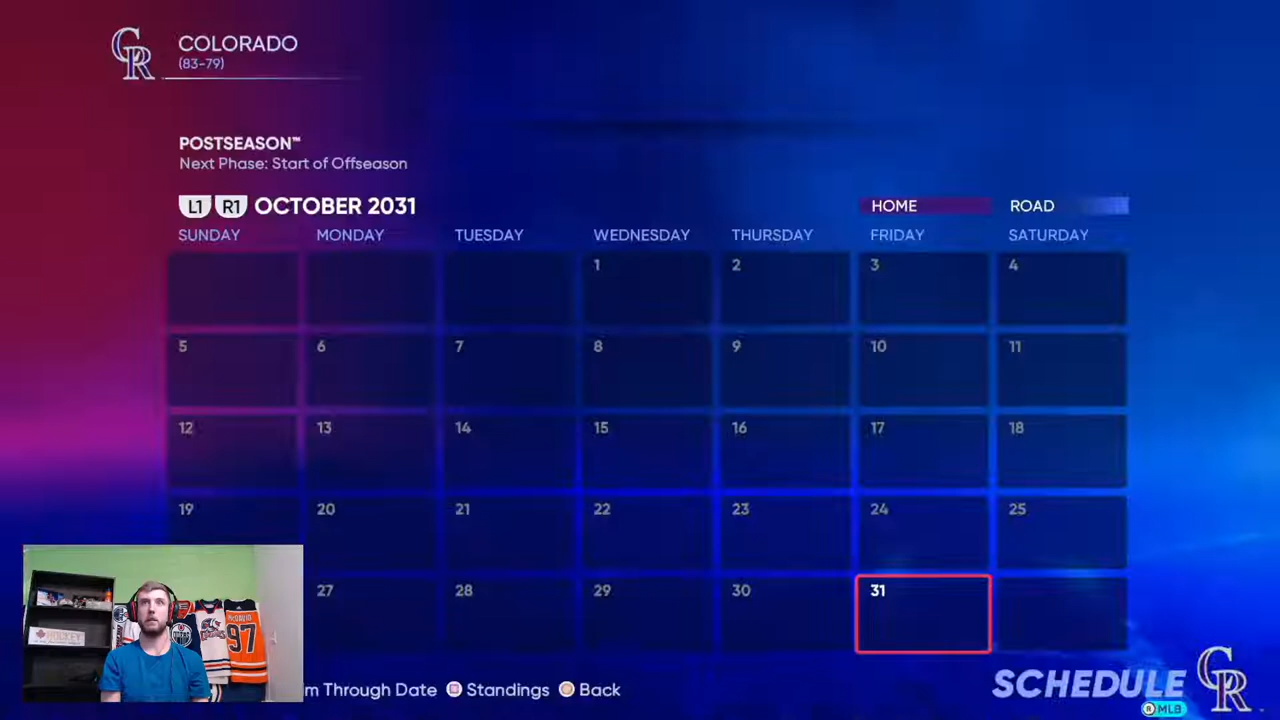 COLORADO
(83-79)
POSTSEASON™
Next Phase: Start of Offseason
L1 R1 OCTOBER 2031
HOME ROAD
SUNDAY MONDAY TUESDAY WEDNESDAY THURSDAY FRIDAY SATURDAY
1 2 3 4
5 6 7 8 9 10 11
12 13 14 15 16 17 18
19 20 21 22 23 24 25
27 28 29 30 31
97
m Through Date Standings Back
SCHEDULE CR
R MLB